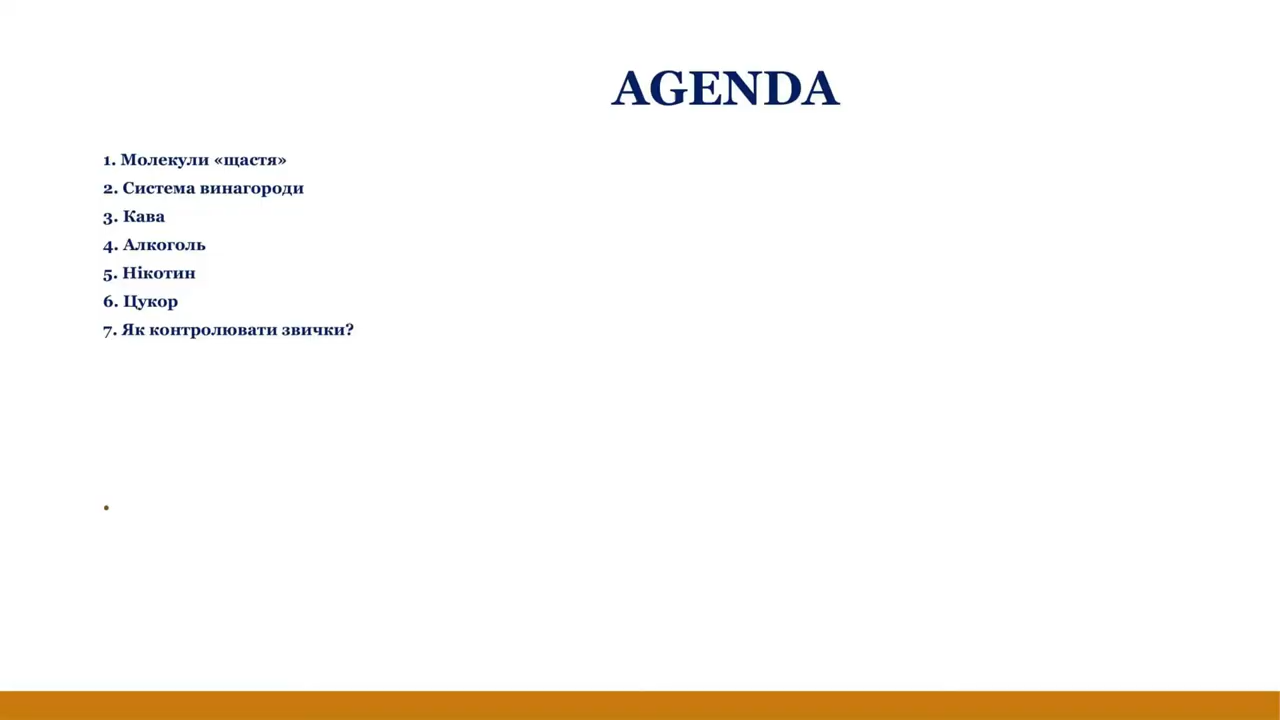 AGENDA
1. Молекули «щастя»
2. Система винагороди
3. Кава
4. Алкоголь
5. Нікотин
6. Цукор
7. Як контролювати звички?